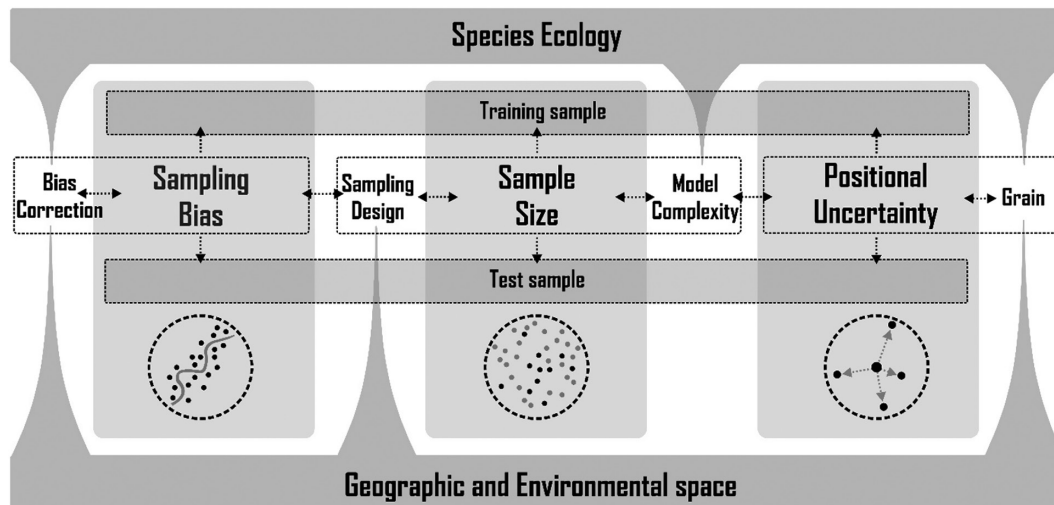 Species Ecology
Training sample
Bias
Correction
Sampling
Bias
Sampling
Design
Sample
Size
Model
Complexity
Positional
Uncertainty
Grain
Test sample
Geographic and Environmental space